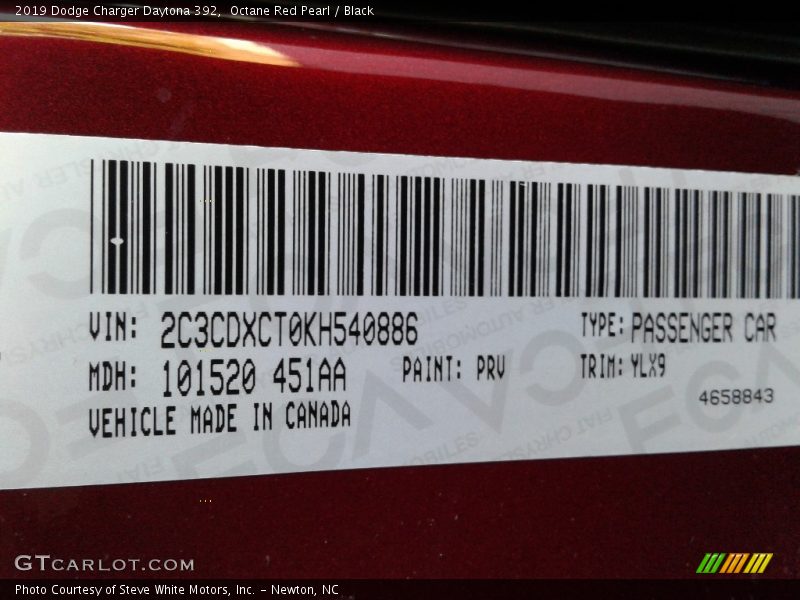 2019 Dodge Charger Daytona 392,  Octane Red Pearl / Black
VIN: 2C3CDXCT0KH540886
TYPE: PASSENGER CAR
MDH: 101520 451AA
PAINT: PRV
TRIM: YLX9
VEHICLE MADE IN CANADA
4658843
GTCARLOT.COM
Photo Courtesy of Steve White Motors, Inc. - Newton, NC